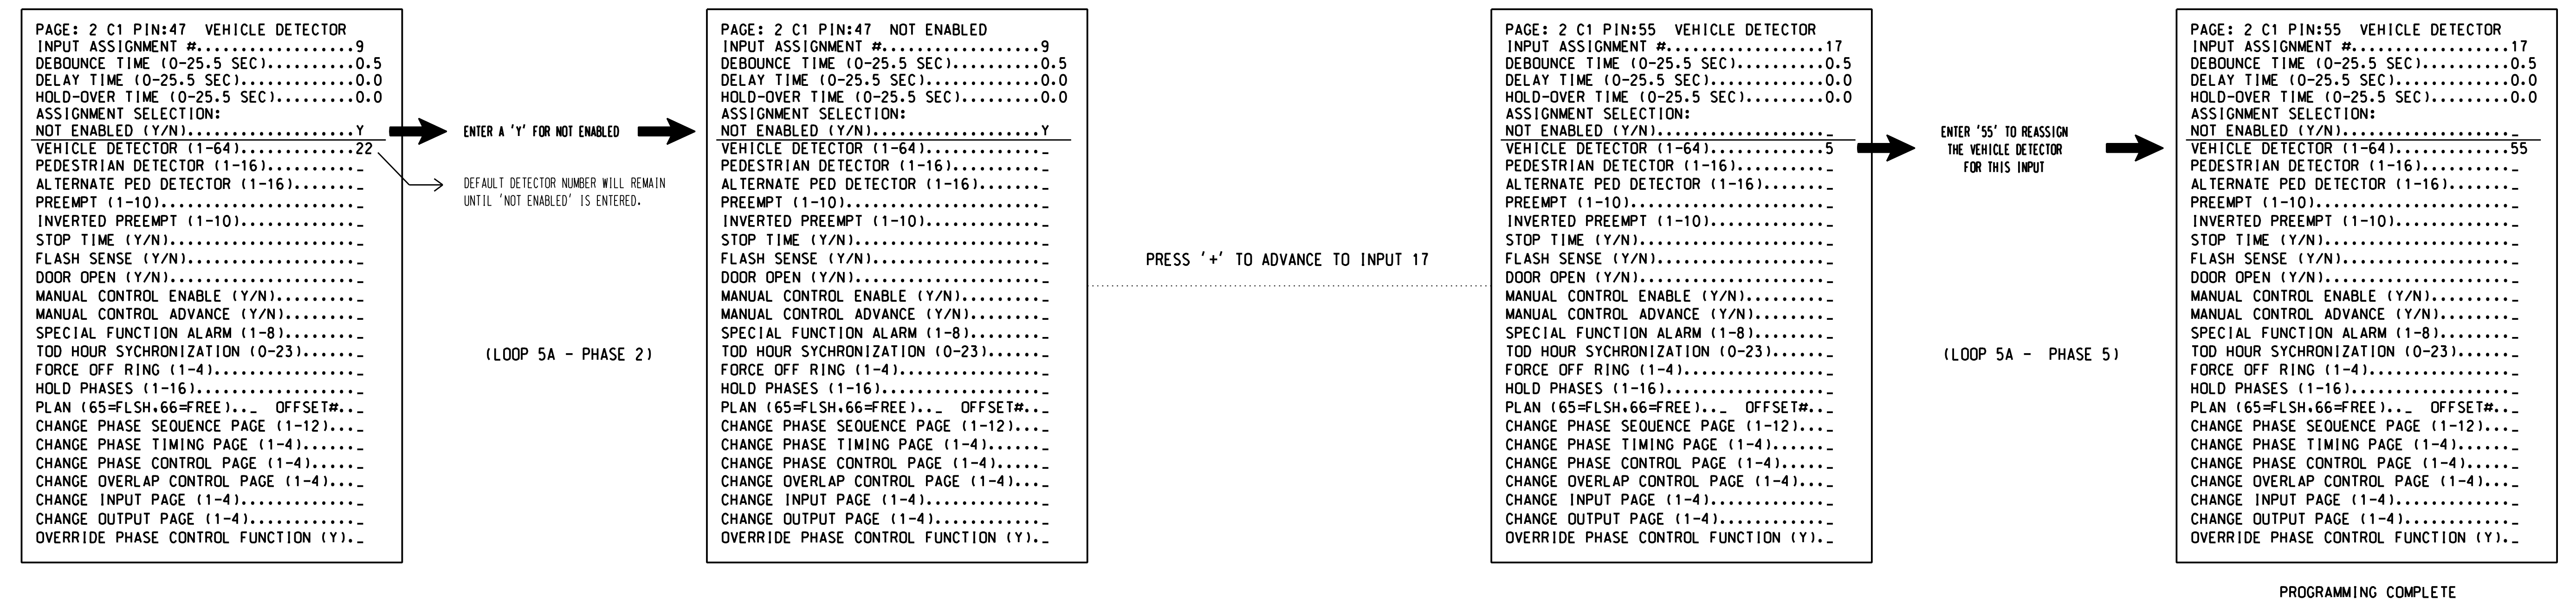 PAGE: 2 C1 PIN:47 VEHICLE DETECTOR
INPUT ASSIGNMENT #..................9
DEBOUNCE TIME (0-25.5 SEC).........0.5
DELAY TIME (0-25.5 SEC)............0.0
HOLD-OVER TIME (0-25.5 SEC).........0.0
ASSIGNMENT SELECTION:
NOT ENABLED (Y/N)...................Y
VEHICLE DETECTOR (1-64).............22
PEDESTRIAN DETECTOR (1-16)......._
ALTERNATE PED DETECTOR (1-16)....._
PREEMPT (1-10)......................_
INVERTED PREEMPT (1-10)............._
STOP TIME (Y/N)....................._
FLASH SENSE (Y/N)..................._
DOOR OPEN (Y/N)....................._
MANUAL CONTROL ENABLE (Y/N)........._
MANUAL CONTROL ADVANCE (Y/N)........_
SPECIAL FUNCTION ALARM (1-8)........_
TOD HOUR SYCHRONIZATION (0-23)......_
FORCE OFF RING (1-4)................_
HOLD PHASES (1-16).................._
PLAN (65=FLSH,66=FREE).._ OFFSET#.._
CHANGE PHASE SEQUENCE PAGE (1-12)..._
CHANGE PHASE TIMING PAGE (1-4)......_
CHANGE PHASE CONTROL PAGE (1-4)....._
CHANGE OVERLAP CONTROL PAGE (1-4)..._
CHANGE INPUT PAGE (1-4)............._
CHANGE OUTPUT PAGE (1-4)............_
OVERRIDE PHASE CONTROL FUNCTION (Y)._
ENTER A 'Y' FOR NOT ENABLED
DEFAULT DETECTOR NUMBER WILL REMAIN
UNTIL 'NOT ENABLED' IS ENTERED.
(LOOP 5A - PHASE 2)
PAGE: 2 C1 PIN:47 NOT ENABLED
INPUT ASSIGNMENT #..................9
DEBOUNCE TIME (0-25.5 SEC).........0.5
DELAY TIME (0-25.5 SEC)............0.0
HOLD-OVER TIME (0-25.5 SEC).........0.0
ASSIGNMENT SELECTION:
NOT ENABLED (Y/N)...................Y
VEHICLE DETECTOR (1-64)............._
PEDESTRIAN DETECTOR (1-16)......._
ALTERNATE PED DETECTOR (1-16)....._
PREEMPT (1-10)......................_
INVERTED PREEMPT (1-10)............._
STOP TIME (Y/N)....................._
FLASH SENSE (Y/N)..................._
DOOR OPEN (Y/N)....................._
MANUAL CONTROL ENABLE (Y/N)........._
MANUAL CONTROL ADVANCE (Y/N)........_
SPECIAL FUNCTION ALARM (1-8)........_
TOD HOUR SYCHRONIZATION (0-23)......_
FORCE OFF RING (1-4)................_
HOLD PHASES (1-16).................._
PLAN (65=FLSH,66=FREE).._ OFFSET#.._
CHANGE PHASE SEQUENCE PAGE (1-12)..._
CHANGE PHASE TIMING PAGE (1-4)......_
CHANGE PHASE CONTROL PAGE (1-4)....._
CHANGE OVERLAP CONTROL PAGE (1-4)..._
CHANGE INPUT PAGE (1-4)............._
CHANGE OUTPUT PAGE (1-4)............_
OVERRIDE PHASE CONTROL FUNCTION (Y)._
PRESS '+' TO ADVANCE TO INPUT 17
PAGE: 2 C1 PIN:55 VEHICLE DETECTOR
INPUT ASSIGNMENT #..................17
DEBOUNCE TIME (0-25.5 SEC).........0.5
DELAY TIME (0-25.5 SEC)............0.0
HOLD-OVER TIME (0-25.5 SEC).........0.0
ASSIGNMENT SELECTION:
NOT ENABLED (Y/N)..................._
VEHICLE DETECTOR (1-64).............5
PEDESTRIAN DETECTOR (1-16)......._
ALTERNATE PED DETECTOR (1-16)....._
PREEMPT (1-10)......................_
INVERTED PREEMPT (1-10)............._
STOP TIME (Y/N)....................._
FLASH SENSE (Y/N)..................._
DOOR OPEN (Y/N)....................._
MANUAL CONTROL ENABLE (Y/N)........._
MANUAL CONTROL ADVANCE (Y/N)........_
SPECIAL FUNCTION ALARM (1-8)........_
TOD HOUR SYCHRONIZATION (0-23)......_
FORCE OFF RING (1-4)................_
HOLD PHASES (1-16).................._
PLAN (65=FLSH,66=FREE).._ OFFSET#.._
CHANGE PHASE SEQUENCE PAGE (1-12)..._
CHANGE PHASE TIMING PAGE (1-4)......_
CHANGE PHASE CONTROL PAGE (1-4)....._
CHANGE OVERLAP CONTROL PAGE (1-4)..._
CHANGE INPUT PAGE (1-4)............._
CHANGE OUTPUT PAGE (1-4)............_
OVERRIDE PHASE CONTROL FUNCTION (Y)._
ENTER '55' TO REASSIGN
THE VEHICLE DETECTOR
FOR THIS INPUT
(LOOP 5A - PHASE 5)
PAGE: 2 C1 PIN:55 VEHICLE DETECTOR
INPUT ASSIGNMENT #..................17
DEBOUNCE TIME (0-25.5 SEC).........0.5
DELAY TIME (0-25.5 SEC)............0.0
HOLD-OVER TIME (0-25.5 SEC).........0.0
ASSIGNMENT SELECTION:
NOT ENABLED (Y/N)..................._
VEHICLE DETECTOR (1-64).............55
PEDESTRIAN DETECTOR (1-16)......._
ALTERNATE PED DETECTOR (1-16)....._
PREEMPT (1-10)......................_
INVERTED PREEMPT (1-10)............._
STOP TIME (Y/N)....................._
FLASH SENSE (Y/N)..................._
DOOR OPEN (Y/N)....................._
MANUAL CONTROL ENABLE (Y/N)........._
MANUAL CONTROL ADVANCE (Y/N)........_
SPECIAL FUNCTION ALARM (1-8)........_
TOD HOUR SYCHRONIZATION (0-23)......_
FORCE OFF RING (1-4)................_
HOLD PHASES (1-16).................._
PLAN (65=FLSH,66=FREE).._ OFFSET#.._
CHANGE PHASE SEQUENCE PAGE (1-12)..._
CHANGE PHASE TIMING PAGE (1-4)......_
CHANGE PHASE CONTROL PAGE (1-4)....._
CHANGE OVERLAP CONTROL PAGE (1-4)..._
CHANGE INPUT PAGE (1-4)............._
CHANGE OUTPUT PAGE (1-4)............_
OVERRIDE PHASE CONTROL FUNCTION (Y)._
PROGRAMMING COMPLETE